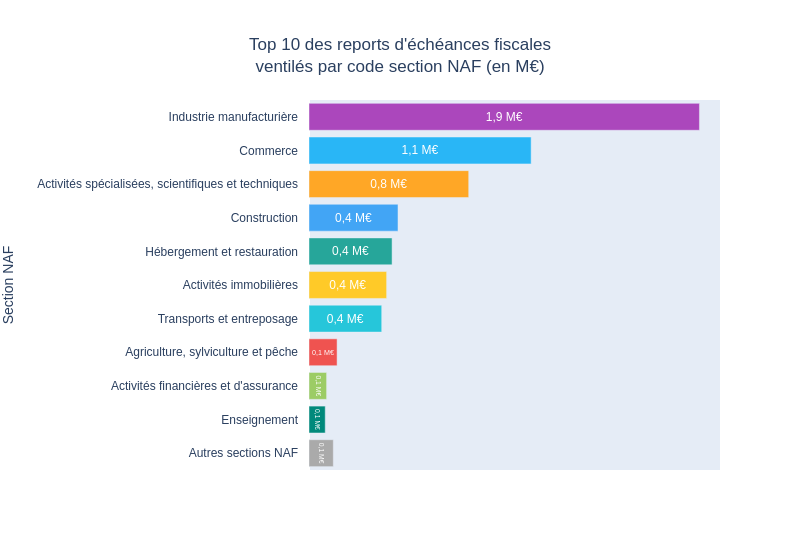 Top 10 des reports d'échéances fiscales
ventilés par code section NAF (en M€)
Section NAF
Industrie manufacturière 1,9 M€
Commerce 1,1 M€
Activités spécialisées, scientifiques et techniques 0,8 M€
Construction 0,4 M€
Hébergement et restauration 0,4 M€
Activités immobilières 0,4 M€
Transports et entreposage 0,4 M€
Agriculture, sylviculture et pêche 0,1 M€
Activités financières et d'assurance 0,1 M€
Enseignement 0,1 M€
Autres sections NAF 0,1 M€